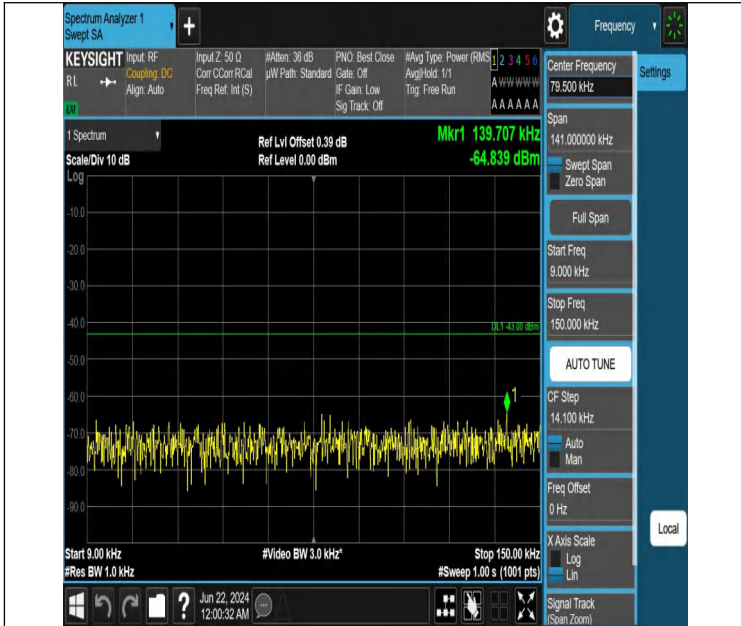 Spectrum Analyzer 1
Swept SA
+
Frequency
KEYSIGHT
RL
Input: RF
Coupling: DC
Align: Auto
Input Z: 50 Ω
Corr CCorr RCal
Freq Ref: Int (S)
#Atten: 36 dB
µW Path: Standard
PNO: Best Close
Gate: Off
IF Gain: Low
Sig Track: Off
#Avg Type: Power (RMS
Avg|Hold: 1/1
Trig: Free Run
1 2 3 4 5 6
A W W W W W
A A A A A A
1 Spectrum
Scale/Div 10 dB
Ref Lvl Offset 0.39 dB
Ref Level 0.00 dBm
Mkr1 139.707 kHz
-64.839 dBm
Log
-10.0
-20.0
-30.0
-40.0
DL1 -43.00 dBm
-50.0
-60.0
1
-70.0
-80.0
-90.0
Start 9.00 kHz
#Video BW 3.0 kHz*
Stop 150.00 kHz
#Res BW 1.0 kHz
#Sweep 1.00 s (1001 pts)
?
Jun 22, 2024
12:00:32 AM
Center Frequency
79.500 kHz
Settings
Span
141.000000 kHz
Swept Span
Zero Span
Full Span
Start Freq
9.000 kHz
Stop Freq
150.000 kHz
AUTO TUNE
CF Step
14.100 kHz
Auto
Man
Freq Offset
0 Hz
Local
X Axis Scale
Log
Lin
Signal Track
(Span Zoom)